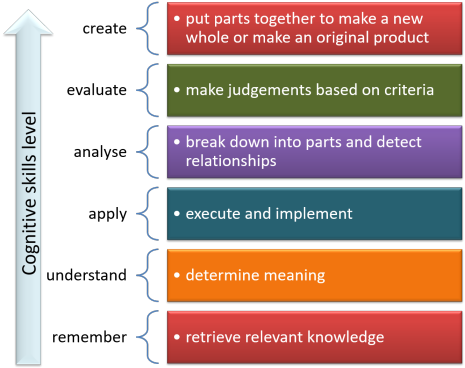 Cognitive skills level
create
• put parts together to make a new
whole or make an original product
evaluate
• make judgements based on criteria
analyse
• break down into parts and detect
relationships
apply
• execute and implement
understand
• determine meaning
remember
• retrieve relevant knowledge